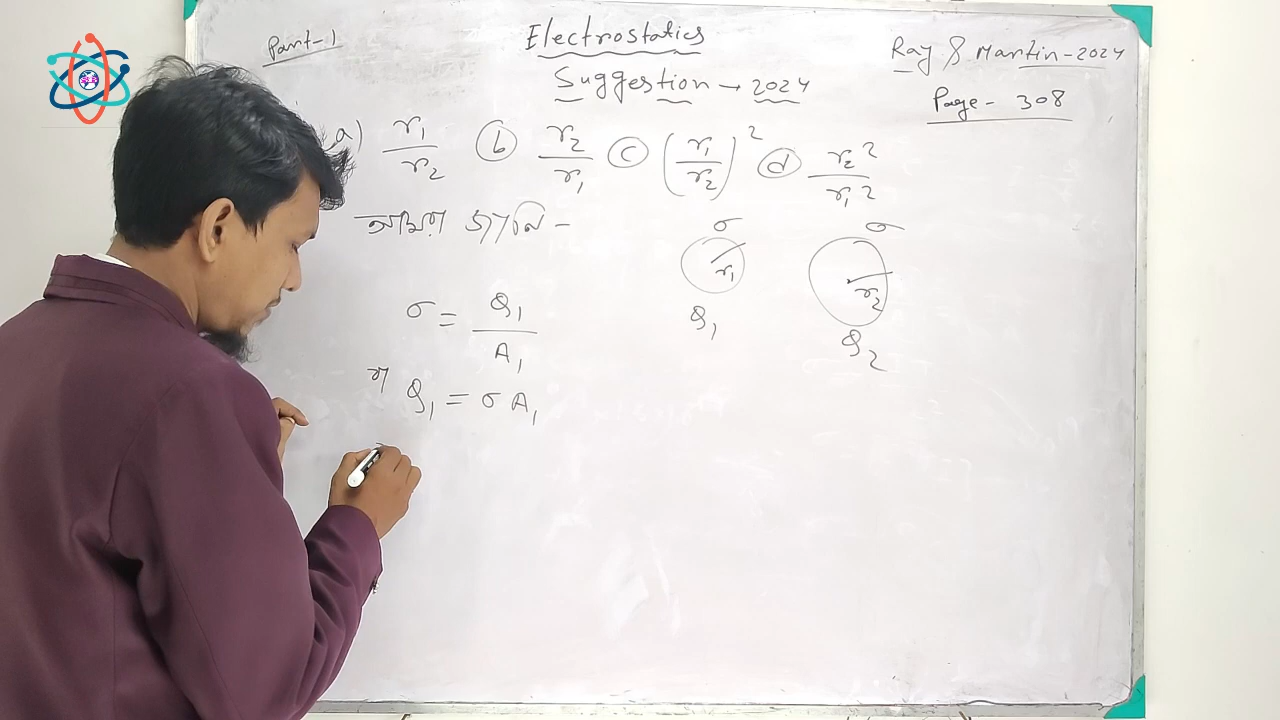 Part-1
Electrostatics
Suggestion → 2024
Ray & Martin-2024
Page - 308
a) r₁/r₂ (b) r₂/r₁ (c) (r₁/r₂)² (d) r₂²/r₁²
আমরা জানি -
σ σ
r₁ r₂
Q₁ Q₂
σ = Q₁/A₁
বা Q₁ = σ A₁